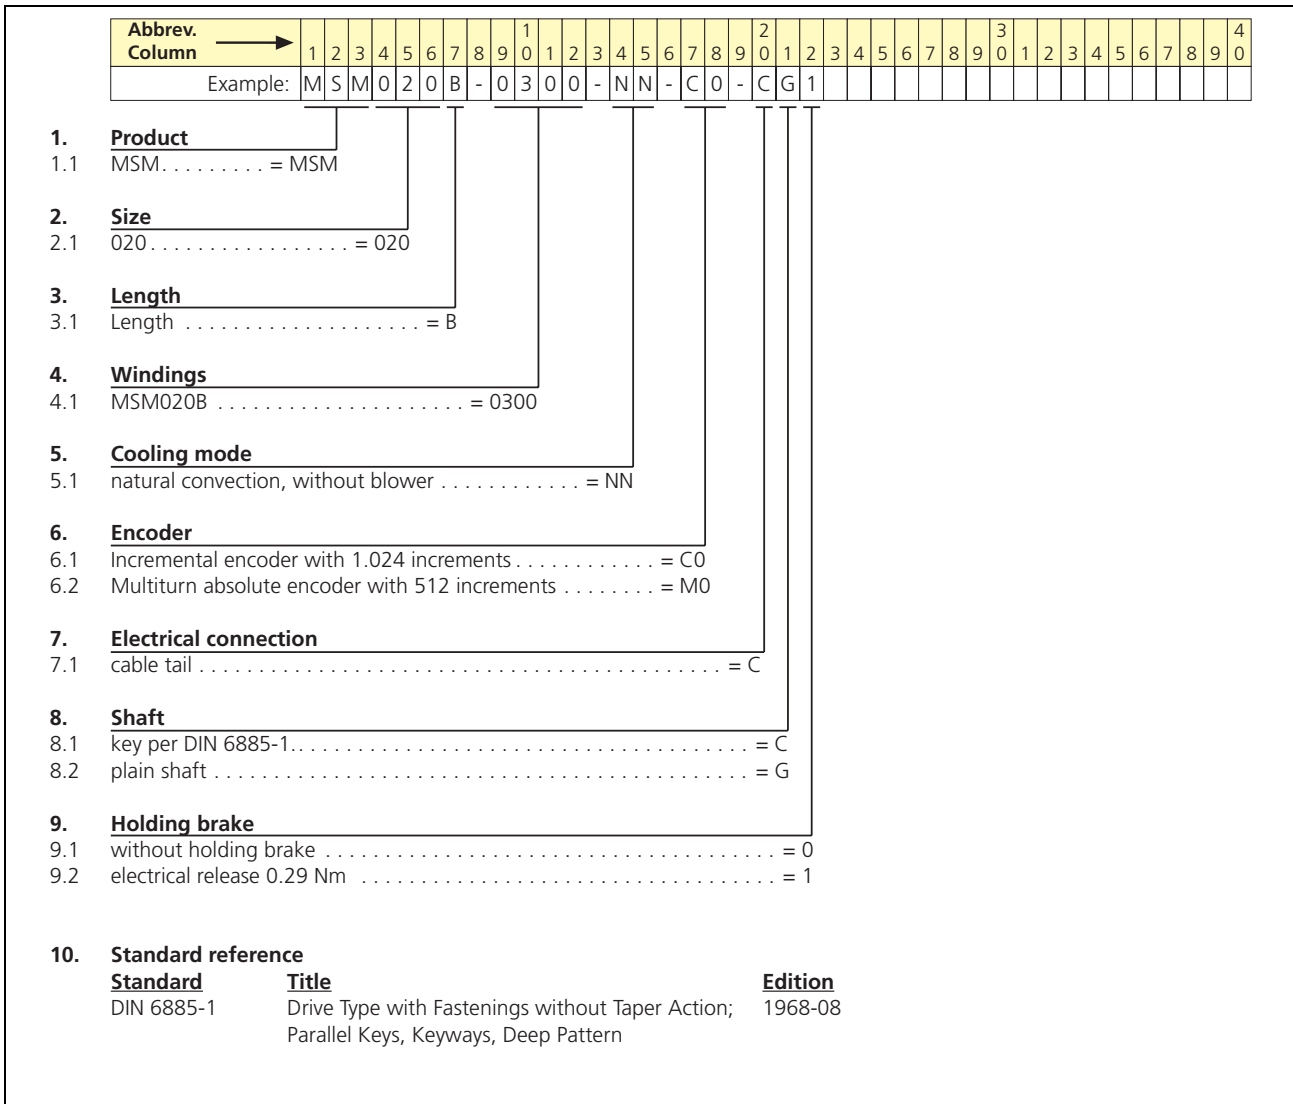 Abbrev. Column 1 2 3 4 5 6 7 8 9 10 1 2 3 4 5 6 7 8 9 20 1 2 3 4 5 6 7 8 9 30 1 2 3 4 5 6 7 8 9 40
Example: M S M 0 2 0 B - 0 3 0 0 - N N - C 0 - C G 1
1. Product
1.1 MSM. . . . . . . . . = MSM
2. Size
2.1 020 . . . . . . . . . . . . . . . . . = 020
3. Length
3.1 Length . . . . . . . . . . . . . . . . . . . . = B
4. Windings
4.1 MSM020B . . . . . . . . . . . . . . . . . . . . . = 0300
5. Cooling mode
5.1 natural convection, without blower . . . . . . . . . . . . = NN
6. Encoder
6.1 Incremental encoder with 1.024 increments . . . . . . . . . . . . = C0
6.2 Multiturn absolute encoder with 512 increments . . . . . . . . = M0
7. Electrical connection
7.1 cable tail . . . . . . . . . . . . . . . . . . . . . . . . . . . . . . . . . . . . . . . . . . . . = C
8. Shaft
8.1 key per DIN 6885-1. . . . . . . . . . . . . . . . . . . . . . . . . . . . . . . . . . . . . . . = C
8.2 plain shaft . . . . . . . . . . . . . . . . . . . . . . . . . . . . . . . . . . . . . . . . . . . . . = G
9. Holding brake
9.1 without holding brake . . . . . . . . . . . . . . . . . . . . . . . . . . . . . . . . . . . . . . = 0
9.2 electrical release 0.29 Nm . . . . . . . . . . . . . . . . . . . . . . . . . . . . . . . . . . . = 1
10. Standard reference
Standard Title Edition
DIN 6885-1 Drive Type with Fastenings without Taper Action; 1968-08
Parallel Keys, Keyways, Deep Pattern